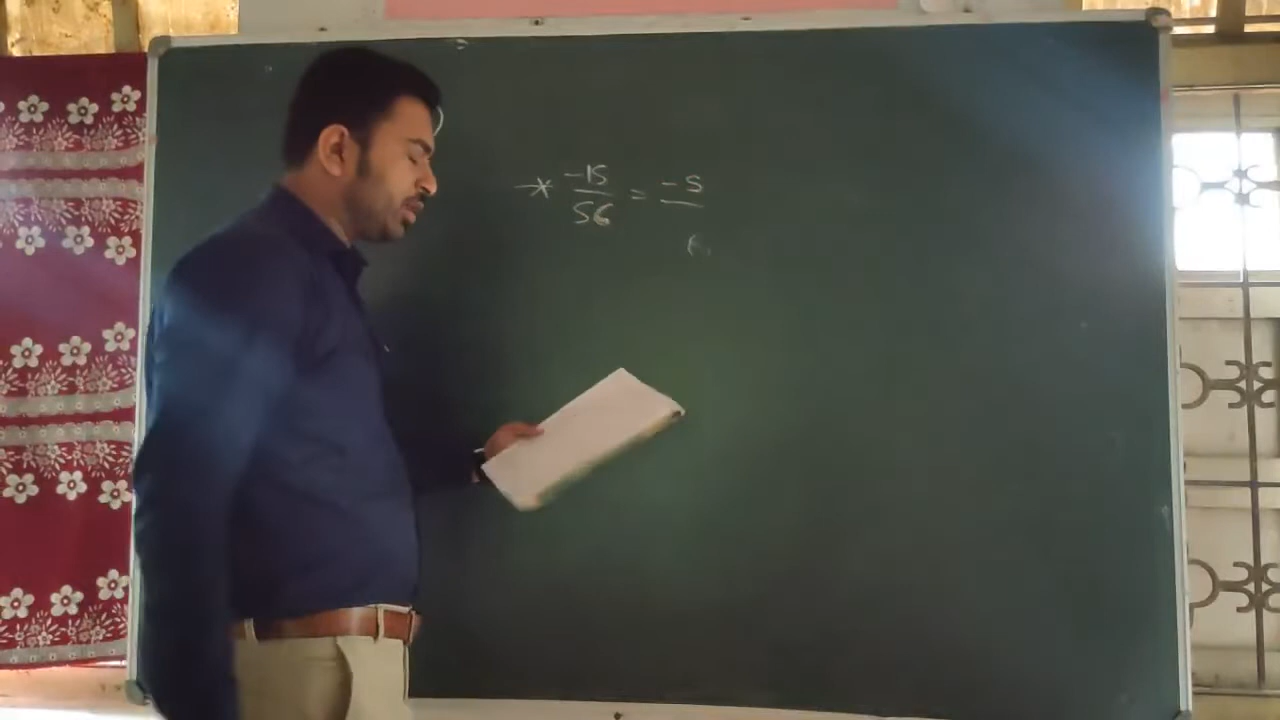 →* -15/56 = -5/